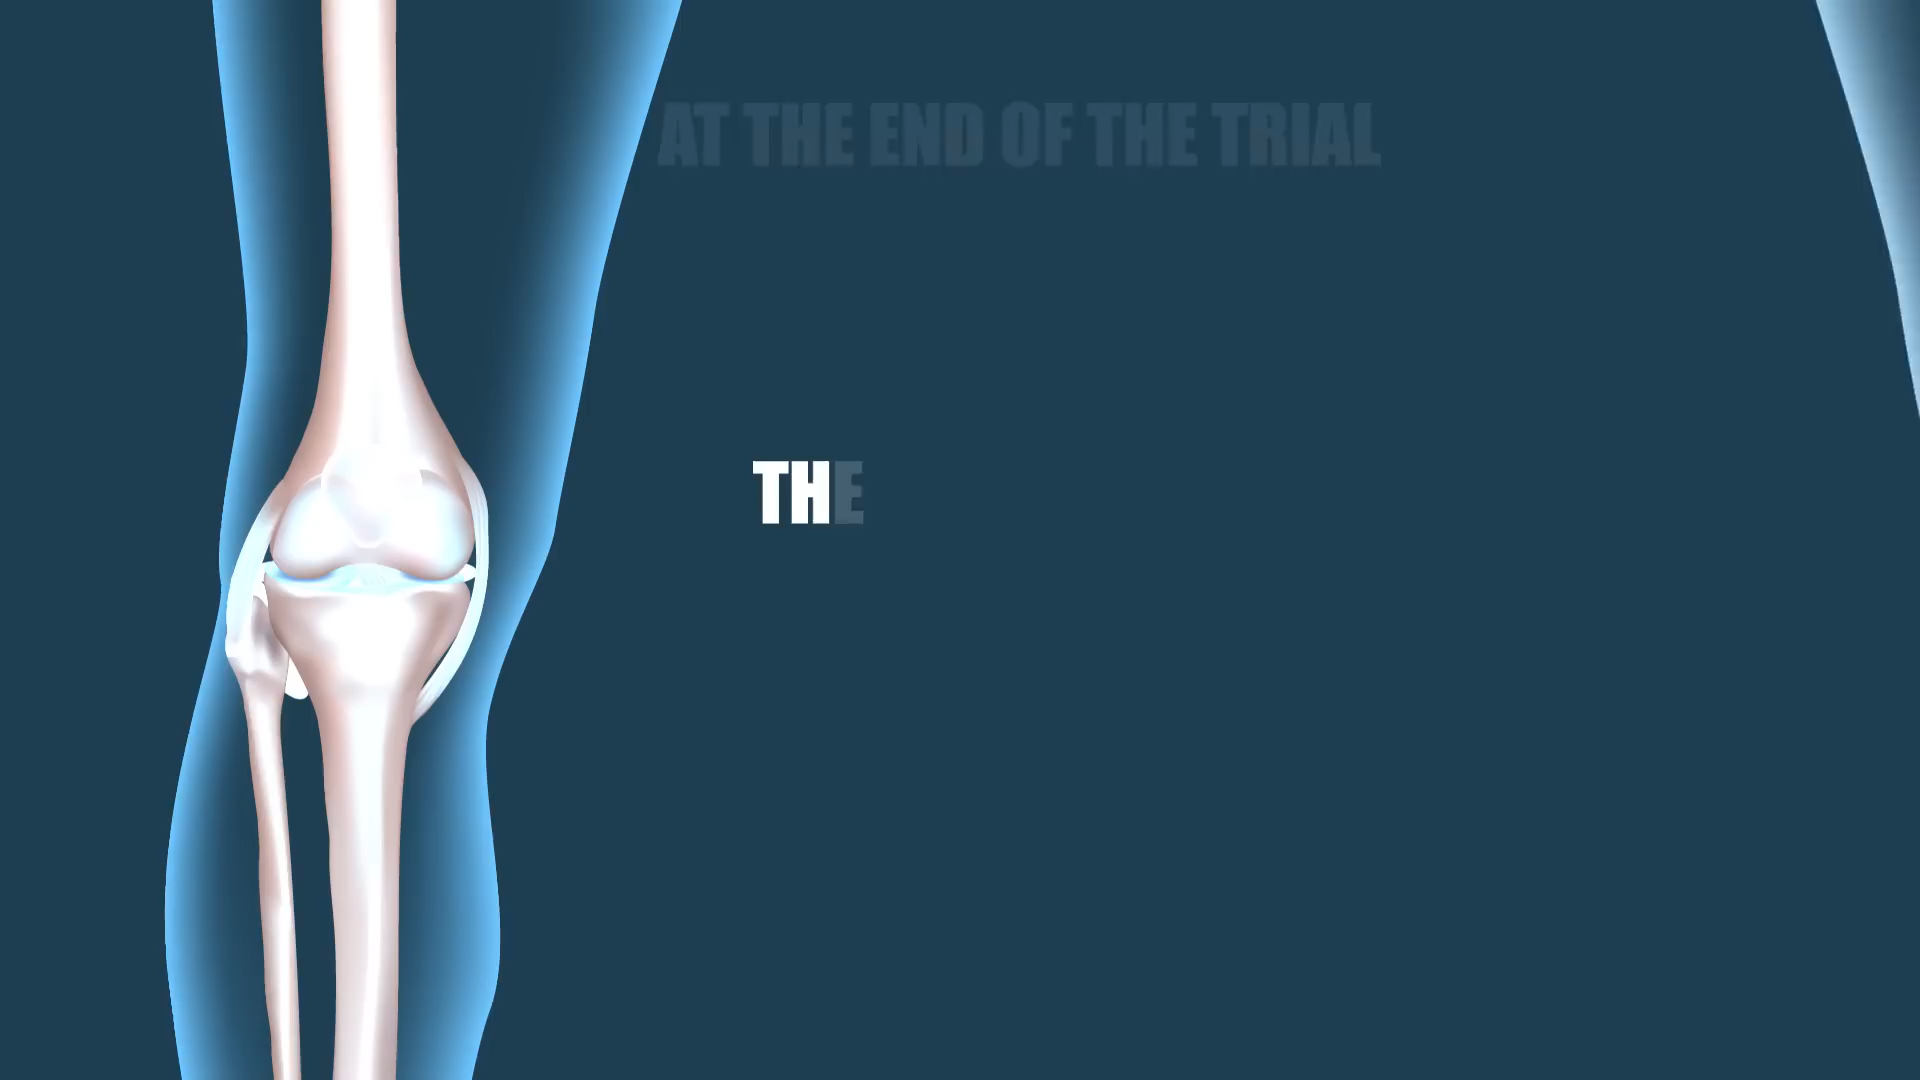 AT THE END OF THE TRIAL
THE